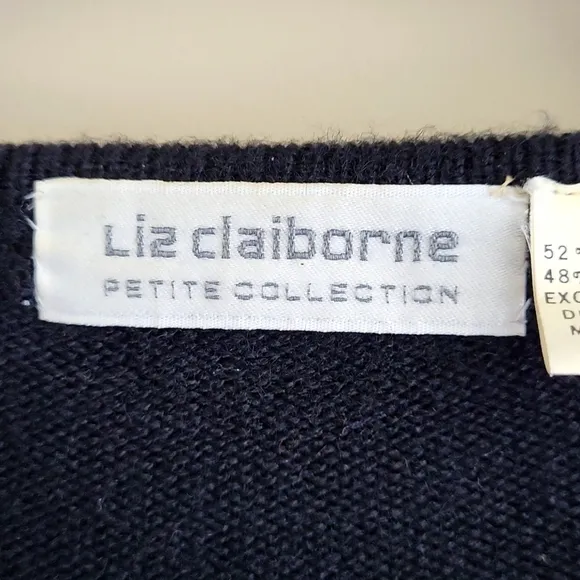 Liz claiborne
PETITE COLLECTION
52%
48%
EXC